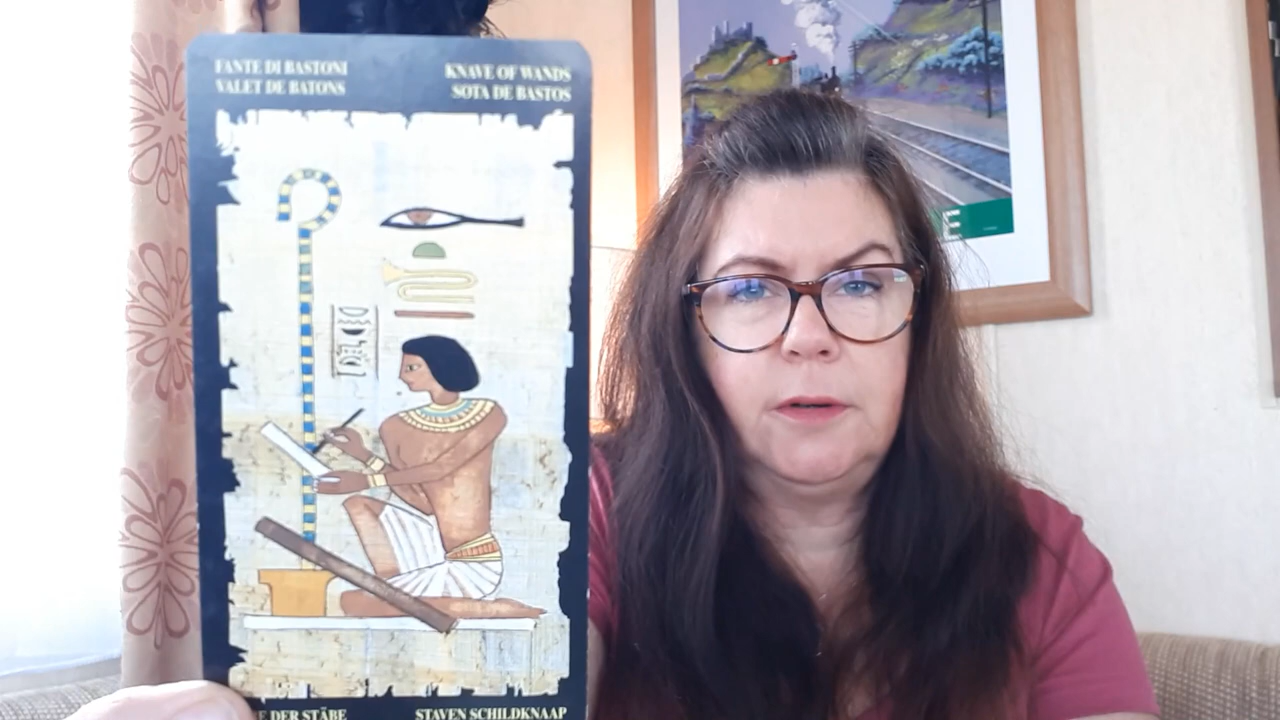 FANTE DI BASTONI
VALET DE BATONS
KNAVE OF WANDS
SOTA DE BASTOS
E
DER STÄBE
STAVEN SCHILDKNAAP